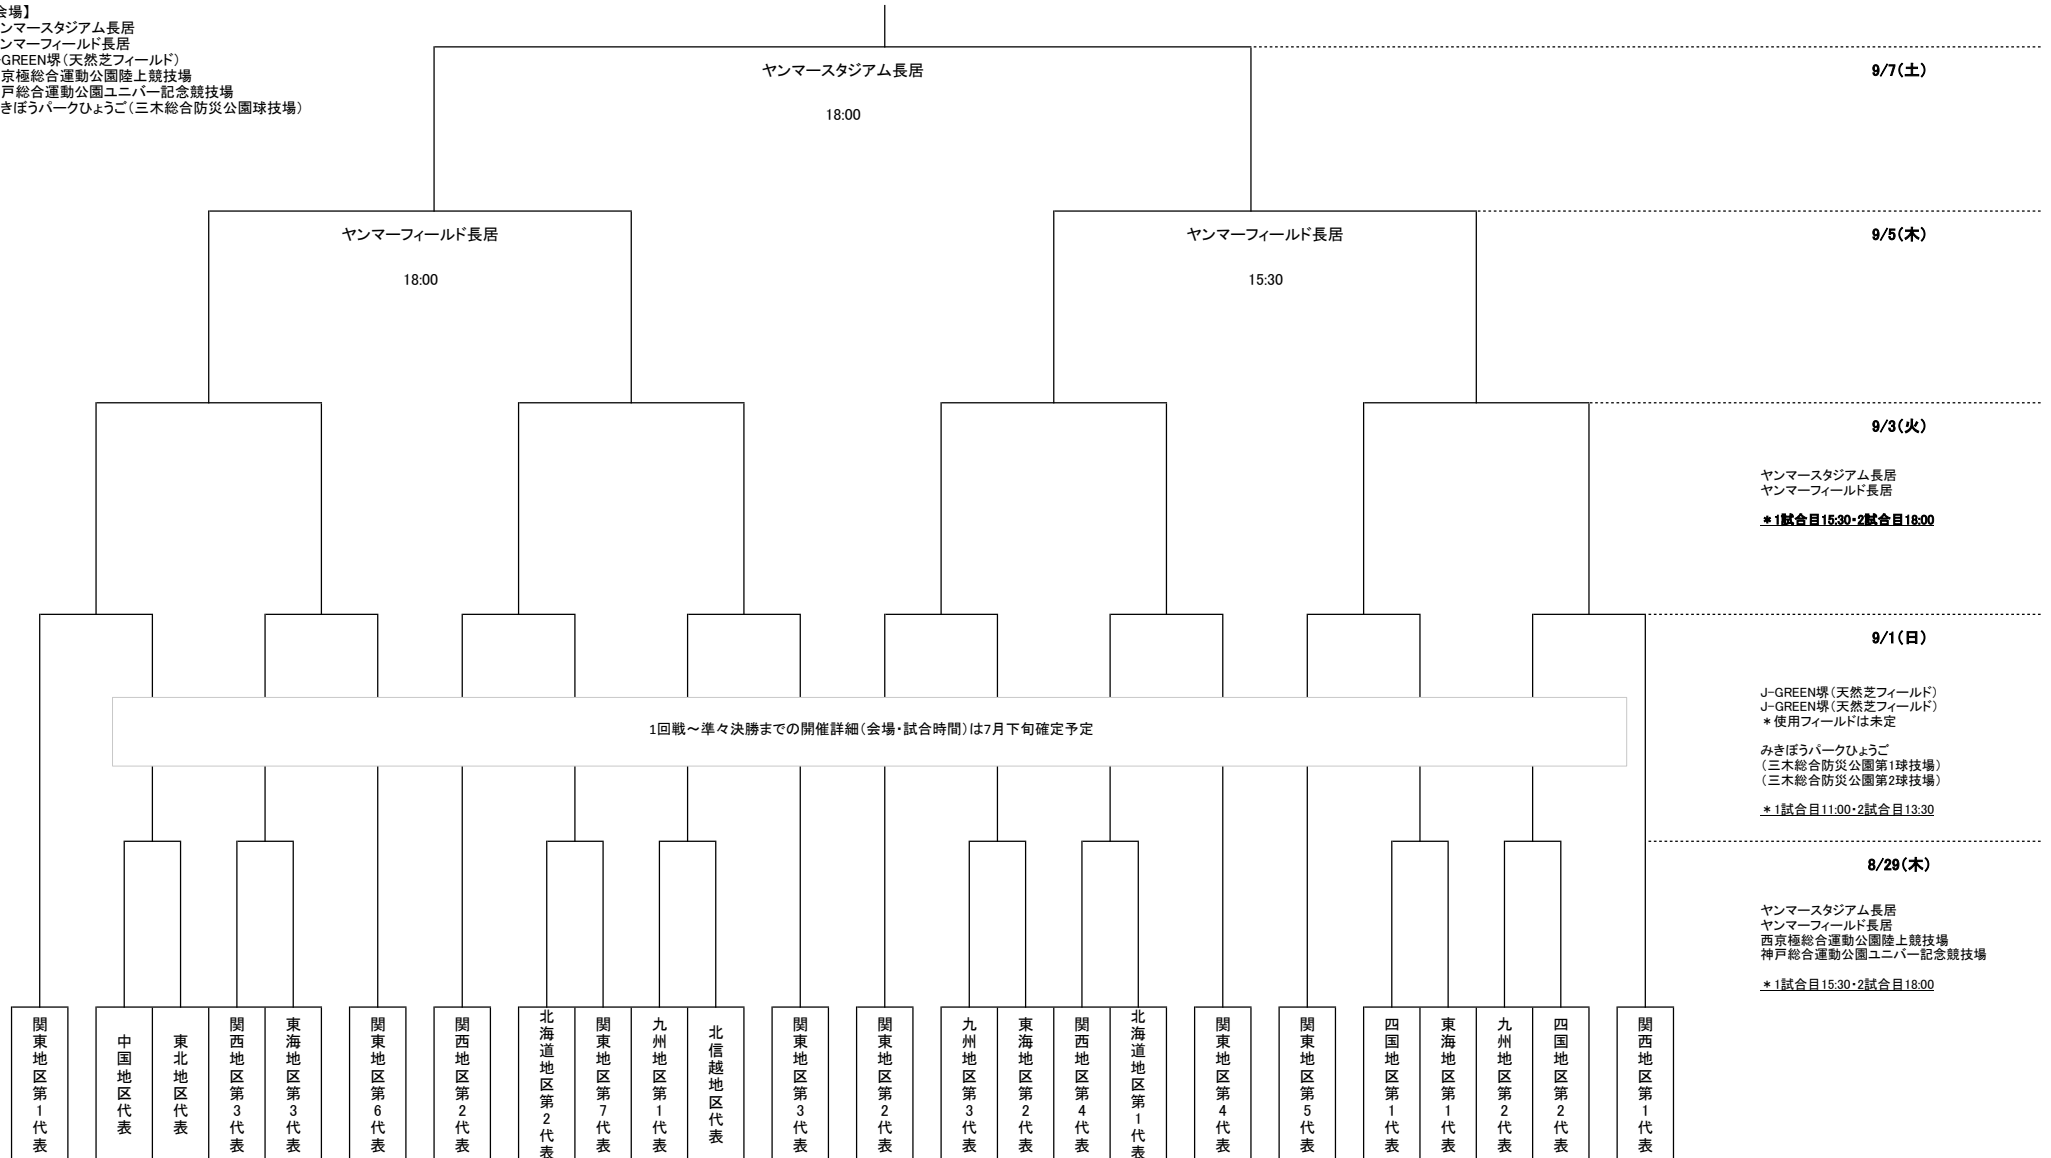 会場】
ンマースタジアム長居
ンマーフィールド長居
-GREEN堺（天然芝フィールド）
京極総合運動公園陸上競技場
戸総合運動公園ユニバー記念競技場
きぼうパークひょうご（三木総合防災公園球技場）
ヤンマースタジアム長居
18:00
9/7（土）
ヤンマーフィールド長居
18:00
ヤンマーフィールド長居
15:30
9/5（木）
9/3（火）
ヤンマースタジアム長居
ヤンマーフィールド長居
＊1試合目15:30・2試合目18:00
9/1（日）
J-GREEN堺（天然芝フィールド）
J-GREEN堺（天然芝フィールド）
＊使用フィールドは未定
みきぼうパークひょうご
（三木総合防災公園第1球技場）
（三木総合防災公園第2球技場）
＊1試合目11:00・2試合目13:30
1回戦～準々決勝までの開催詳細（会場・試合時間）は7月下旬確定予定
8/29（木）
ヤンマースタジアム長居
ヤンマーフィールド長居
西京極総合運動公園陸上競技場
神戸総合運動公園ユニバー記念競技場
＊1試合目15:30・2試合目18:00
関東地区第1代表
中国地区代表
東北地区代表
関西地区第3代表
東海地区第3代表
関東地区第6代表
関西地区第2代表
北海道地区第2代表
関東地区第7代表
九州地区第1代表
北信越地区代表
関東地区第3代表
関東地区第2代表
九州地区第3代表
東海地区第2代表
関西地区第4代表
北海道地区第1代表
関東地区第4代表
関東地区第5代表
四国地区第1代表
東海地区第1代表
九州地区第2代表
四国地区第2代表
関西地区第1代表